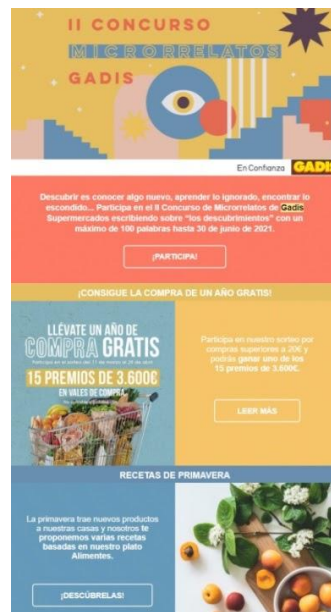 II CONCURSO
MICRORRELATOS
GADIS
En Confianza GADIS
Descubrir es conocer algo nuevo, aprender lo ignorado, encontrar lo
escondido... Participa en el II Concurso de Microrrelatos de Gadis
Supermercados escribiendo sobre "los descubrimientos" con un
máximo de 100 palabras hasta 30 de junio de 2021.
¡PARTICIPA!
¡CONSIGUE LA COMPRA DE UN AÑO GRATIS!
LLÉVATE UN AÑO DE
COMPRA GRATIS
15 PREMIOS DE 3.600€
EN VALES DE COMPRA
Participa en nuestro sorteo por
compras superiores a 20€ y
podrás ganar uno de los
15 premios de 3.600€.
LEER MÁS
RECETAS DE PRIMAVERA
La primavera trae nuevos productos
a nuestras casas y nosotros te
proponemos varias recetas
basadas en nuestro plato
Alimentes.
¡DESCÚBRELAS!